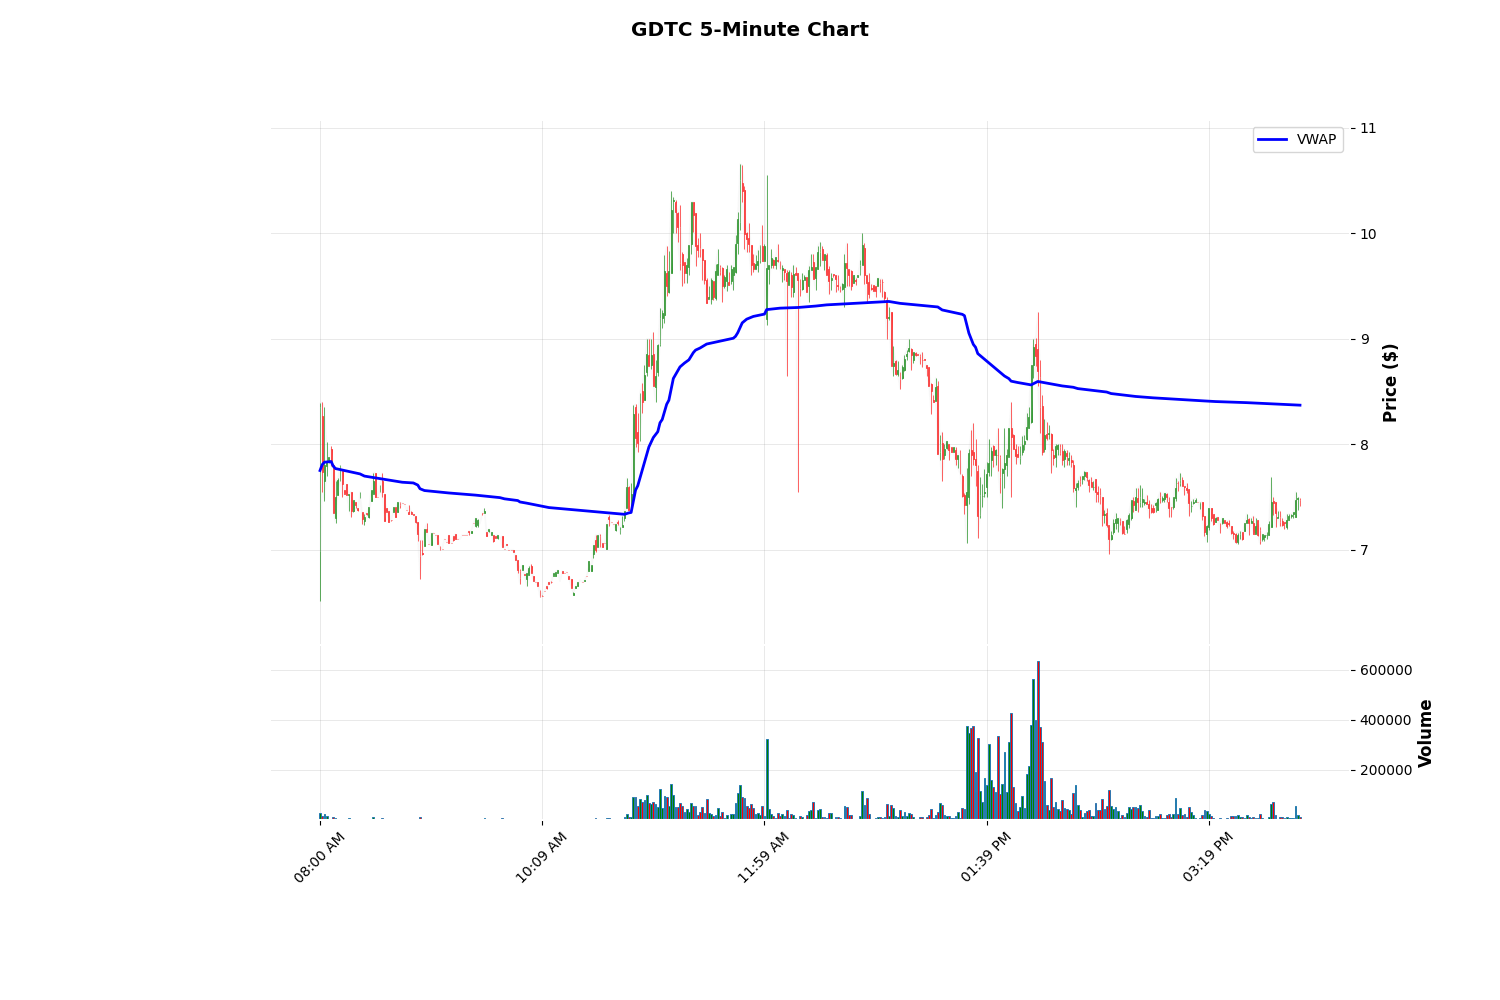 GDTC 5-Minute Chart
VWAP
11
10
9
8
7
Price ($)
600000
400000
200000
Volume
08:00 AM
10:09 AM
11:59 AM
01:39 PM
03:19 PM